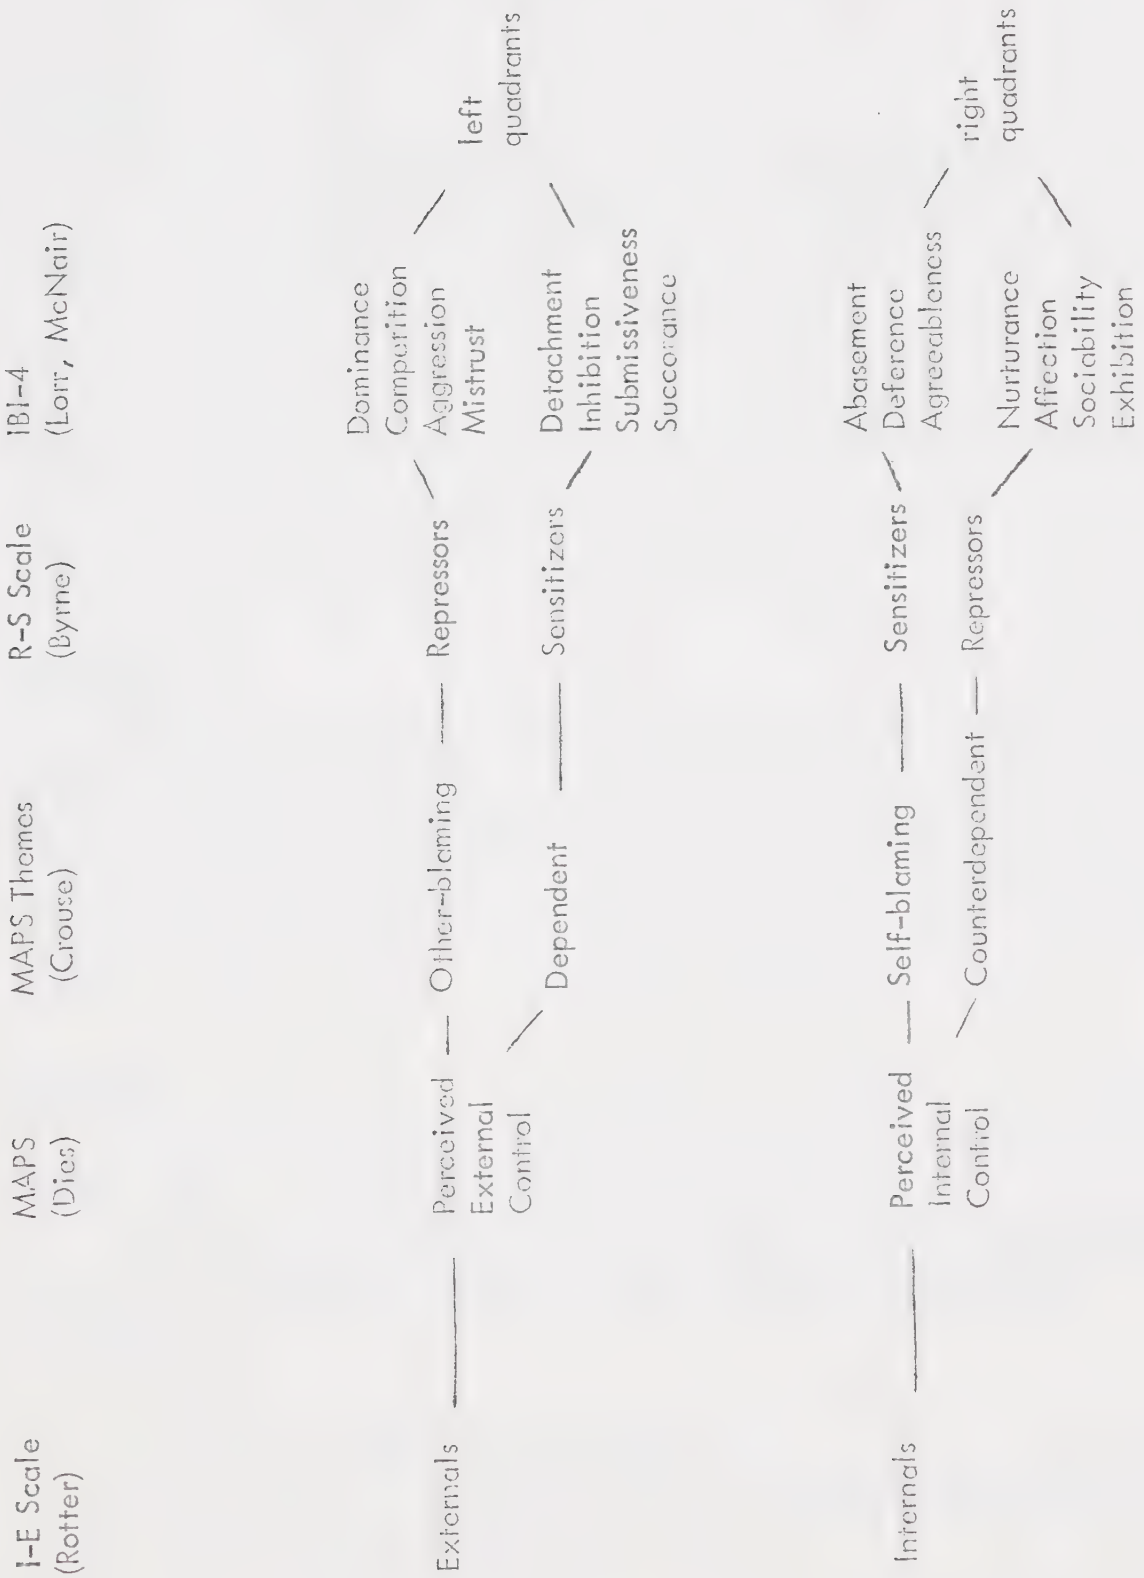 I-E Scale
(Rotter)
MAPS
(Dies)
MAPS Themes
(Crouse)
R-S Scale
(Byrne)
IBI-4
(Lorr, McNair)
Externals
Perceived
External
Control
Other-blaming
Dependent
Repressors
Sensitizers
Dominance
Competition
Aggression
Mistrust
Detachment
Inhibition
Submissiveness
Succorance
left
quadrants
Internals
Perceived
Internal
Control
Self-blaming
Counterdependent
Sensitizers
Repressors
Abasement
Deference
Agreeableness
Nurturance
Affection
Sociability
Exhibition
right
quadrants